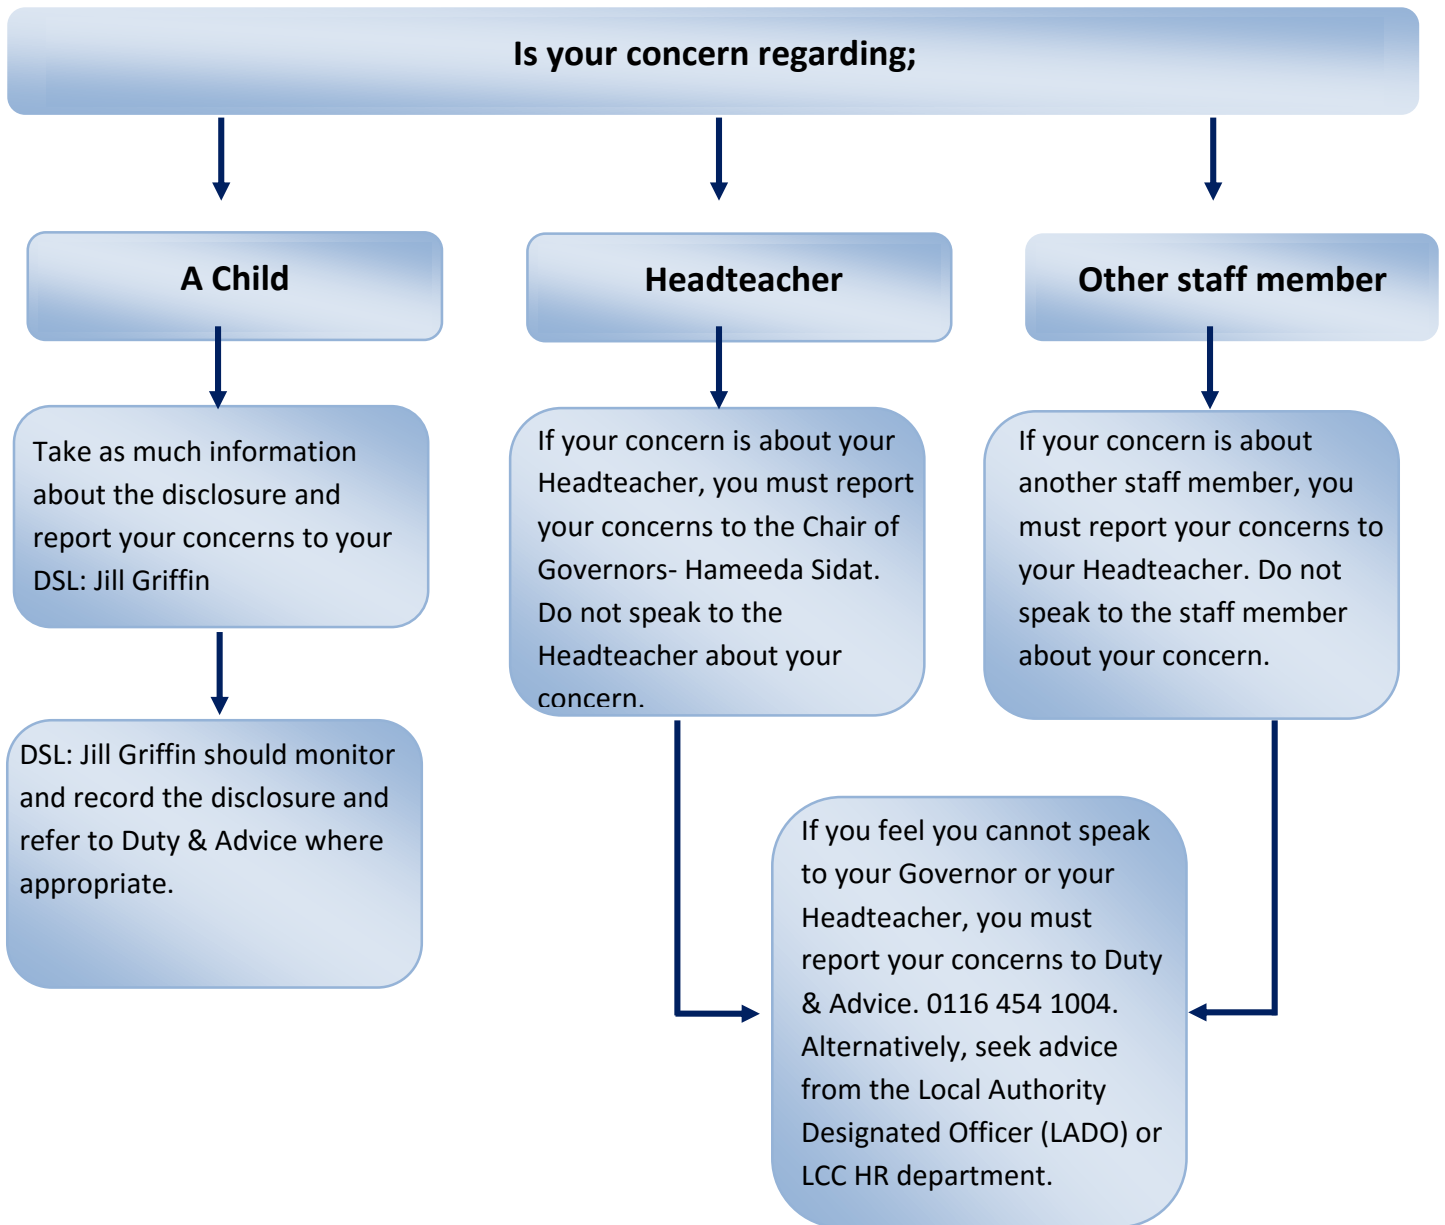 Is your concern regarding;
A Child
Headteacher
Other staff member
Take as much information
about the disclosure and
report your concerns to your
DSL: Jill Griffin
If your concern is about your
Headteacher, you must report
your concerns to the Chair of
Governors- Hameeda Sidat.
Do not speak to the
Headteacher about your
concern.
If your concern is about
another staff member, you
must report your concerns to
your Headteacher. Do not
speak to the staff member
about your concern.
DSL: Jill Griffin should monitor
and record the disclosure and
refer to Duty & Advice where
appropriate.
If you feel you cannot speak
to your Governor or your
Headteacher, you must
report your concerns to Duty
& Advice. 0116 454 1004.
Alternatively, seek advice
from the Local Authority
Designated Officer (LADO) or
LCC HR department.